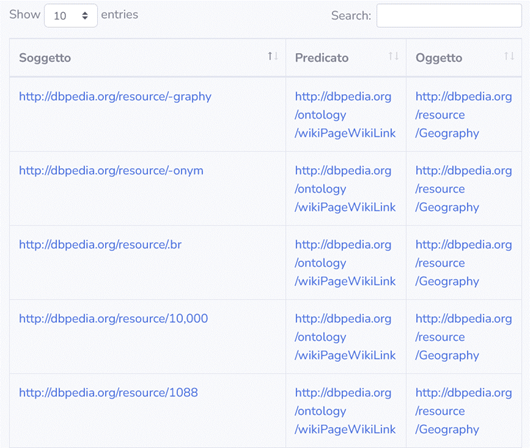 Show 10 entries Search:
Soggetto Predicato Oggetto
http://dbpedia.org/resource/-graphy http://dbpedia.org http://dbpedia.org
/ontology /resource
/wikiPageWikiLink /Geography
http://dbpedia.org/resource/-onym http://dbpedia.org http://dbpedia.org
/ontology /resource
/wikiPageWikiLink /Geography
http://dbpedia.org/resource/.br http://dbpedia.org http://dbpedia.org
/ontology /resource
/wikiPageWikiLink /Geography
http://dbpedia.org/resource/10,000 http://dbpedia.org http://dbpedia.org
/ontology /resource
/wikiPageWikiLink /Geography
http://dbpedia.org/resource/1088 http://dbpedia.org http://dbpedia.org
/ontology /resource
/wikiPageWikiLink /Geography